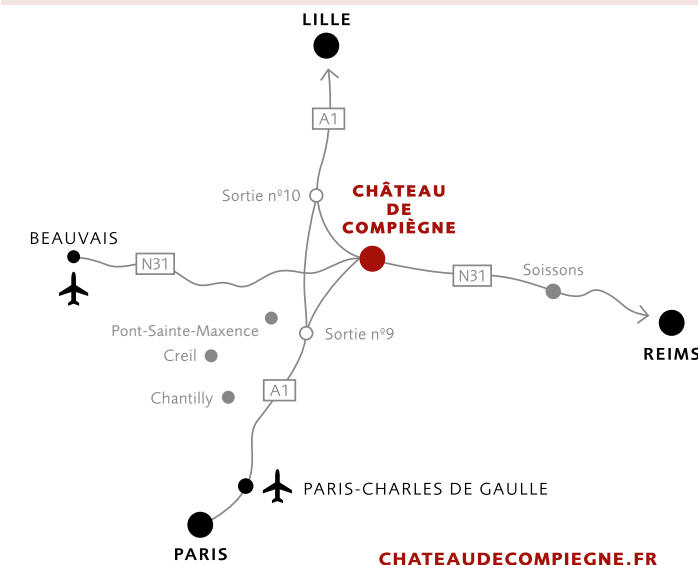 LILLE
A1
Sortie nº10
CHÂTEAU
DE
COMPIÈGNE
BEAUVAIS
N31
N31
Soissons
Pont-Sainte-Maxence
Sortie nº9
Creil
REIMS
A1
Chantilly
PARIS-CHARLES DE GAULLE
PARIS
CHATEAUDECOMPIEGNE.FR